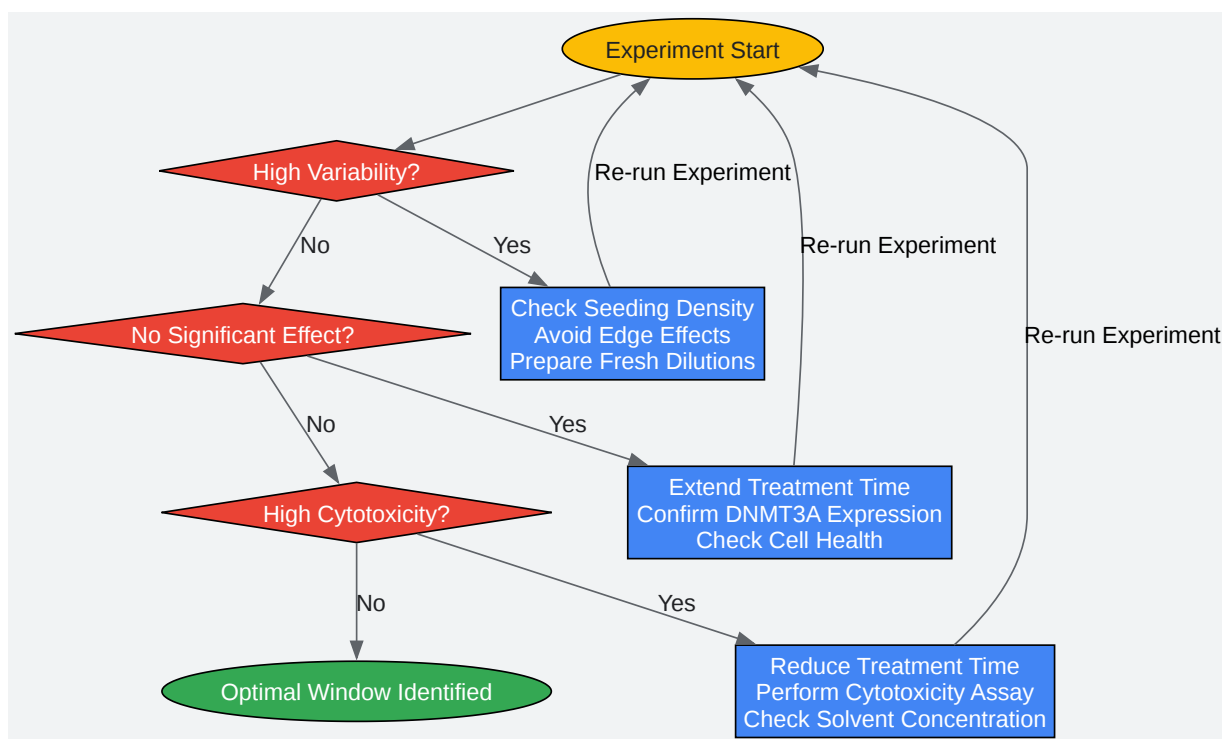 Experiment Start
High Variability?
Re-run Experiment
No
Yes
Re-run Experiment
Check Seeding Density
Avoid Edge Effects
Prepare Fresh Dilutions
No Significant Effect?
Re-run Experiment
No
Yes
Extend Treatment Time
Confirm DNMT3A Expression
Check Cell Health
High Cytotoxicity?
No
Yes
Reduce Treatment Time
Perform Cytotoxicity Assay
Check Solvent Concentration
Optimal Window Identified